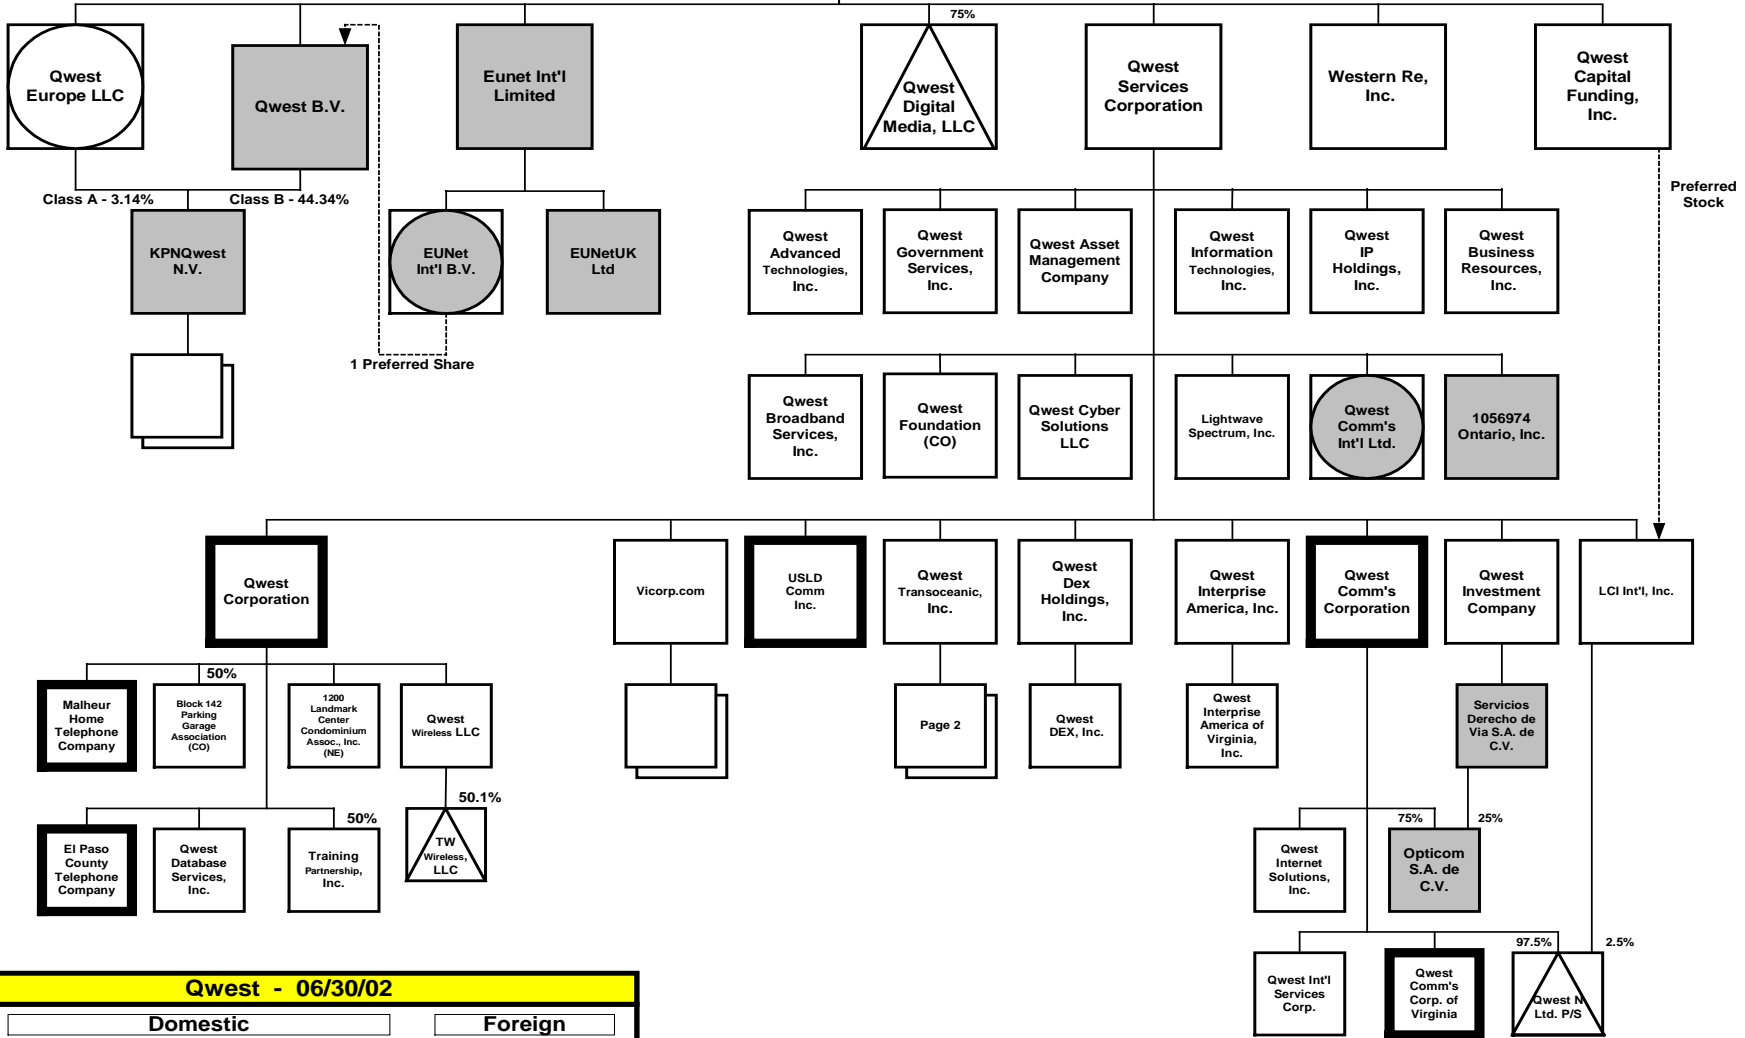 75%
Qwest
Europe LLC
Qwest B.V.
Eunet Int'l
Limited
Qwest
Digital
Media, LLC
Qwest
Services
Corporation
Western Re,
Inc.
Qwest
Capital
Funding,
Inc.
Class A - 3.14%
Class B - 44.34%
Preferred
Stock
KPNQwest
N.V.
EUNet
Int'l B.V.
EUNetUK
Ltd
Qwest
Advanced
Technologies,
Inc.
Qwest
Government
Services,
Inc.
Qwest Asset
Management
Company
Qwest
Information
Technologies,
Inc.
Qwest
IP
Holdings,
Inc.
Qwest
Business
Resources,
Inc.
1 Preferred Share
Qwest
Broadband
Services,
Inc.
Qwest
Foundation
(CO)
Qwest Cyber
Solutions
LLC
Lightwave
Spectrum, Inc.
Qwest
Comm's
Int'l Ltd.
1056974
Ontario, Inc.
Qwest
Corporation
Vicorp.com
USLD
Comm
Inc.
Qwest
Transoceanic,
Inc.
Qwest
Dex
Holdings,
Inc.
Qwest
Interprise
America, Inc.
Qwest
Comm's
Corporation
Qwest
Investment
Company
LCI Int'l, Inc.
50%
Malheur
Home
Telephone
Company
Block 142
Parking
Garage
Association
(CO)
1200
Landmark
Center
Condominium
Assoc., Inc.
(NE)
Qwest
Wireless LLC
Page 2
Qwest
DEX, Inc.
Qwest
Interprise
America of
Virginia,
Inc.
Servicios
Derecho de
Via S.A. de
C.V.
50%
50.1%
75%
25%
El Paso
County
Telephone
Company
Qwest
Database
Services,
Inc.
Training
Partnership,
Inc.
TW
Wireless,
LLC
Qwest
Internet
Solutions,
Inc.
Opticom
S.A. de
C.V.
97.5%
2.5%
Qwest Int'l
Services
Corp.
Qwest
Comm's
Corp. of
Virginia
Qwest N
Ltd. P/S
Qwest - 06/30/02
Domestic
Foreign